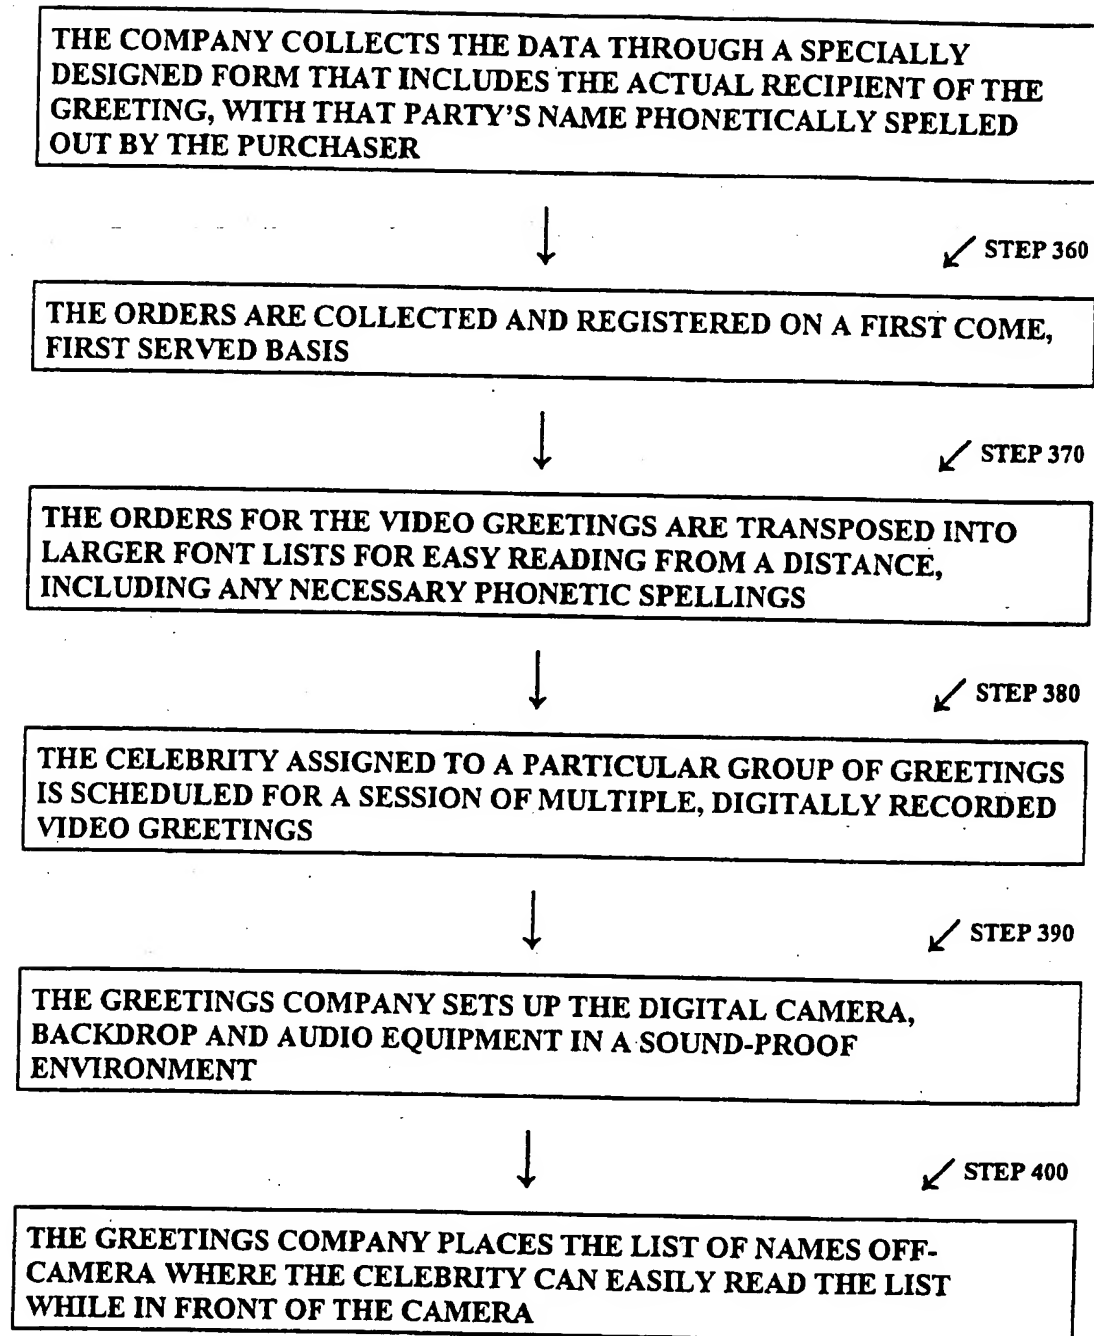 THE COMPANY COLLECTS THE DATA THROUGH A SPECIALLY
DESIGNED FORM THAT INCLUDES THE ACTUAL RECIPIENT OF THE
GREETING, WITH THAT PARTY'S NAME PHONETICALLY SPELLED
OUT BY THE PURCHASER
STEP 360
THE ORDERS ARE COLLECTED AND REGISTERED ON A FIRST COME,
FIRST SERVED BASIS
STEP 370
THE ORDERS FOR THE VIDEO GREETINGS ARE TRANSPOSED INTO
LARGER FONT LISTS FOR EASY READING FROM A DISTANCE,
INCLUDING ANY NECESSARY PHONETIC SPELLINGS
STEP 380
THE CELEBRITY ASSIGNED TO A PARTICULAR GROUP OF GREETINGS
IS SCHEDULED FOR A SESSION OF MULTIPLE, DIGITALLY RECORDED
VIDEO GREETINGS
STEP 390
THE GREETINGS COMPANY SETS UP THE DIGITAL CAMERA,
BACKDROP AND AUDIO EQUIPMENT IN A SOUND-PROOF
ENVIRONMENT
STEP 400
THE GREETINGS COMPANY PLACES THE LIST OF NAMES OFF-
CAMERA WHERE THE CELEBRITY CAN EASILY READ THE LIST
WHILE IN FRONT OF THE CAMERA